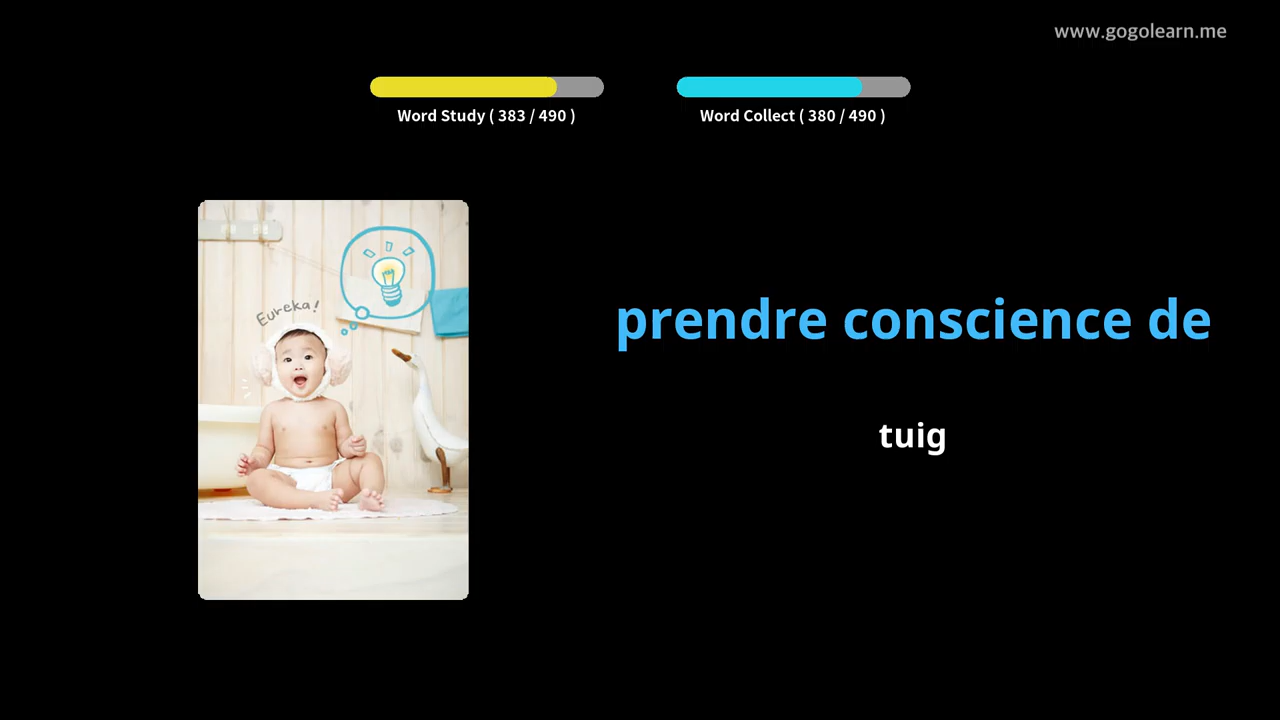 www.gogolearn.me
Word Study ( 383 / 490 )
Word Collect ( 380 / 490 )
Eureka!
prendre conscience de
tuig